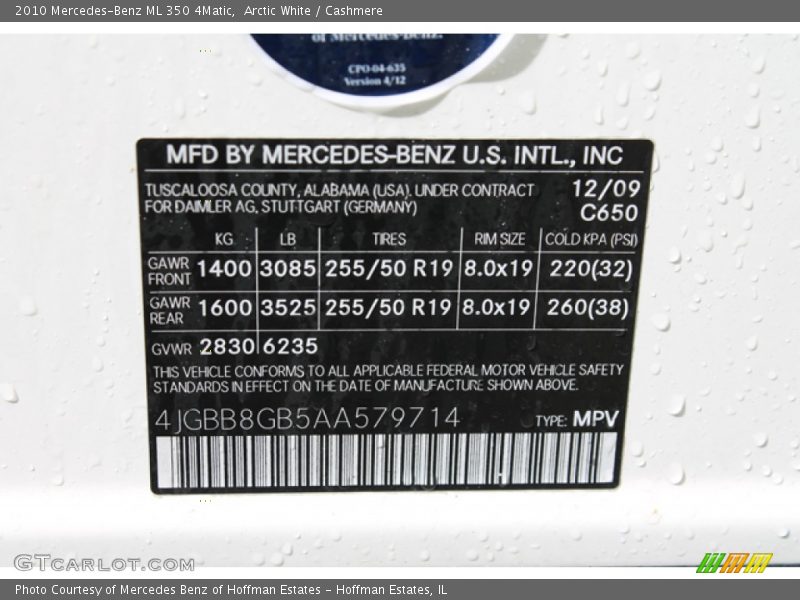 2010 Mercedes-Benz ML 350 4Matic,  Arctic White / Cashmere
of Mercedes-Benz.
CPO-04-635
Version 4/12
MFD BY MERCEDES-BENZ U.S. INTL., INC
TUSCALOOSA COUNTY, ALABAMA (USA). UNDER CONTRACT 12/09
FOR DAIMLER AG, STUTTGART (GERMANY) C650
KG LB TIRES RIM SIZE COLD KPA (PSI)
GAWR FRONT 1400 3085 255/50 R19 8.0x19 220(32)
GAWR REAR 1600 3525 255/50 R19 8.0x19 260(38)
GVWR 2830 6235
THIS VEHICLE CONFORMS TO ALL APPLICABLE FEDERAL MOTOR VEHICLE SAFETY
STANDARDS IN EFFECT ON THE DATE OF MANUFACTURE SHOWN ABOVE.
4JGBB8GB5AA579714 TYPE: MPV
GTCARLOT.COM
Photo Courtesy of Mercedes Benz of Hoffman Estates - Hoffman Estates, IL